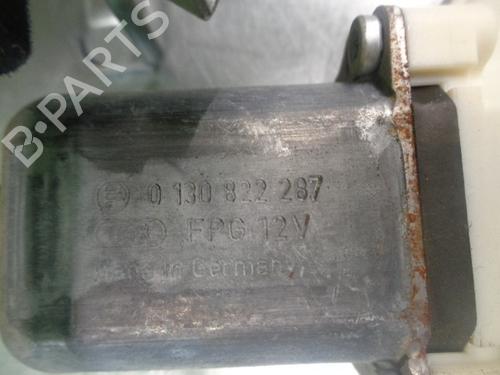 B-PARTS
0 130 822 287
FPG 12V
Made in Germany